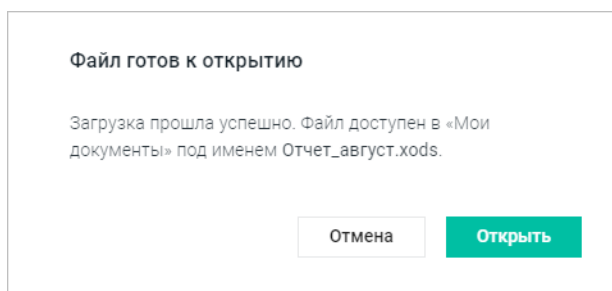 Файл готов к открытию
Загрузка прошла успешно. Файл доступен в «Мои
документы» под именем Отчет_август.xods.
Отмена
Открыть